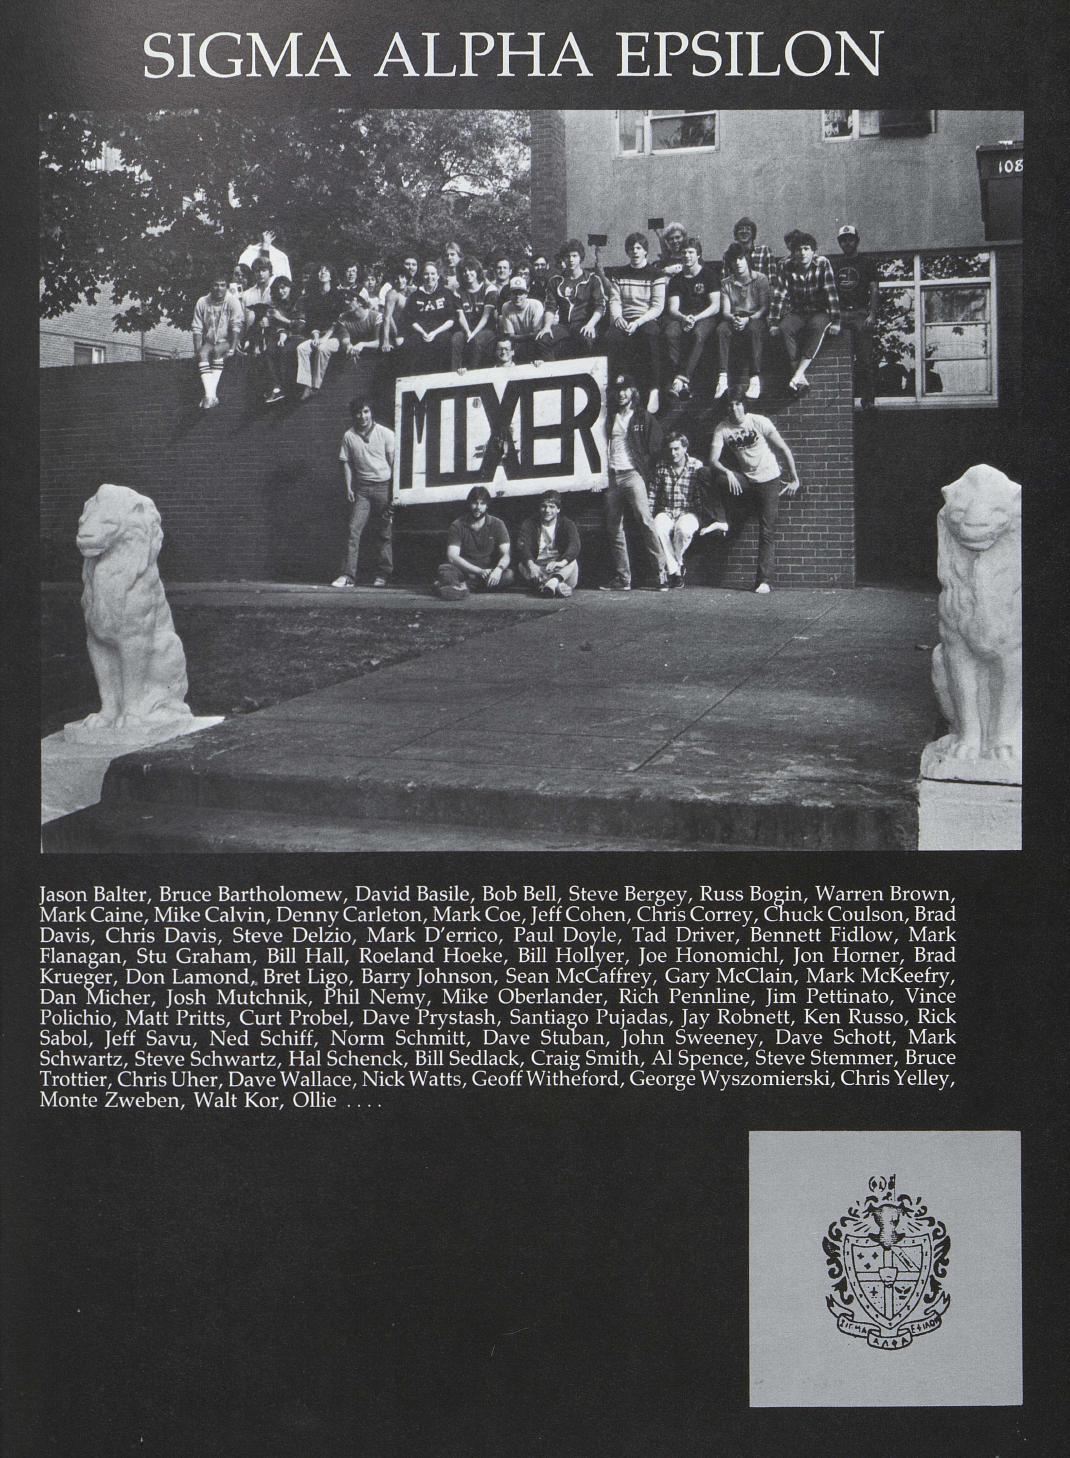 SIGMA ALPHA EPSILON
108
ΣAE
MIXER
Jason Balter, Bruce Bartholomew, David Basile, Bob Bell, Steve Bergey, Russ Bogin, Warren Brown,
Mark Caine, Mike Calvin, Denny Carleton, Mark Coe, Jeff Cohen, Chris Correy, Chuck Coulson, Brad
Davis, Chris Davis, Steve Delzio, Mark D'errico, Paul Doyle, Tad Driver, Bennett Fidlow, Mark
Flanagan, Stu Graham, Bill Hall, Roeland Hoeke, Bill Hollyer, Joe Honomichl, Jon Horner, Brad
Krueger, Don Lamond, Bret Ligo, Barry Johnson, Sean McCaffrey, Gary McClain, Mark McKeefry,
Dan Micher, Josh Mutchnik, Phil Nemy, Mike Oberlander, Rich Pennline, Jim Pettinato, Vince
Polichio, Matt Pritts, Curt Probel, Dave Prystash, Santiago Pujadas, Jay Robnett, Ken Russo, Rick
Sabol, Jeff Savu, Ned Schiff, Norm Schmitt, Dave Stuban, John Sweeney, Dave Schott, Mark
Schwartz, Steve Schwartz, Hal Schenck, Bill Sedlack, Craig Smith, Al Spence, Steve Stemmer, Bruce
Trottier, Chris Uher, Dave Wallace, Nick Watts, Geoff Witheford, George Wyszomierski, Chris Yelley,
Monte Zweben, Walt Kor, Ollie ....